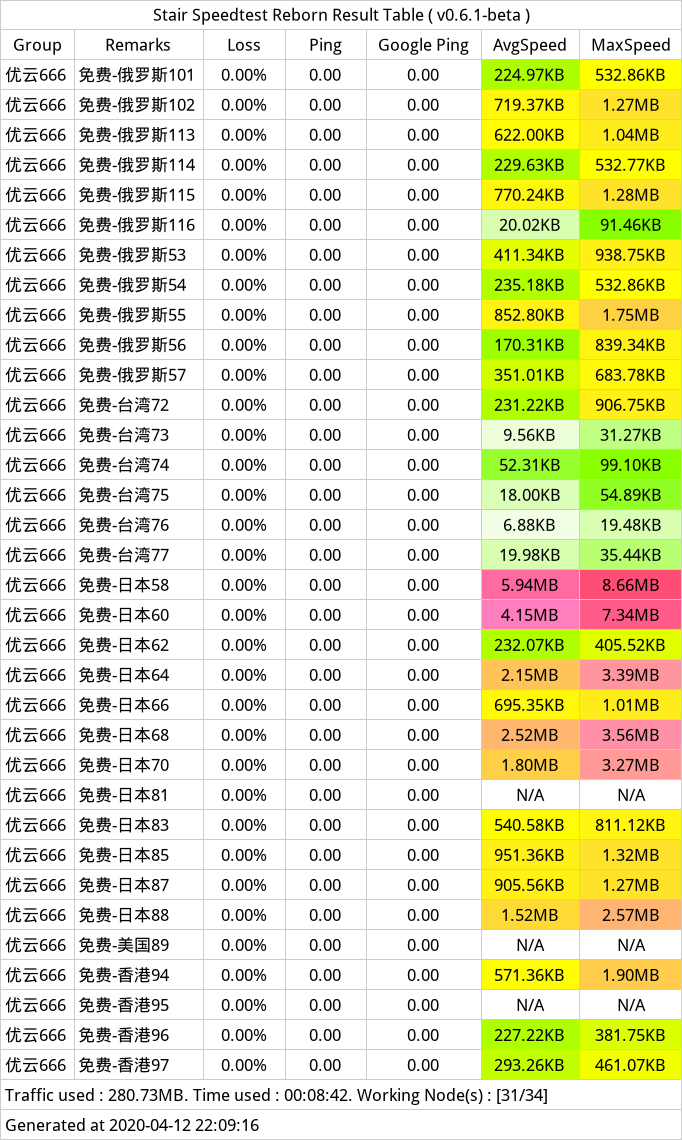 Stair Speedtest Reborn Result Table ( v0.6.1-beta )
Group Remarks Loss Ping Google Ping AvgSpeed MaxSpeed
优云666 免费-俄罗斯101 0.00% 0.00 0.00 224.97KB 532.86KB
优云666 免费-俄罗斯102 0.00% 0.00 0.00 719.37KB 1.27MB
优云666 免费-俄罗斯113 0.00% 0.00 0.00 622.00KB 1.04MB
优云666 免费-俄罗斯114 0.00% 0.00 0.00 229.63KB 532.77KB
优云666 免费-俄罗斯115 0.00% 0.00 0.00 770.24KB 1.28MB
优云666 免费-俄罗斯116 0.00% 0.00 0.00 20.02KB 91.46KB
优云666 免费-俄罗斯53 0.00% 0.00 0.00 411.34KB 938.75KB
优云666 免费-俄罗斯54 0.00% 0.00 0.00 235.18KB 532.86KB
优云666 免费-俄罗斯55 0.00% 0.00 0.00 852.80KB 1.75MB
优云666 免费-俄罗斯56 0.00% 0.00 0.00 170.31KB 839.34KB
优云666 免费-俄罗斯57 0.00% 0.00 0.00 351.01KB 683.78KB
优云666 免费-台湾72 0.00% 0.00 0.00 231.22KB 906.75KB
优云666 免费-台湾73 0.00% 0.00 0.00 9.56KB 31.27KB
优云666 免费-台湾74 0.00% 0.00 0.00 52.31KB 99.10KB
优云666 免费-台湾75 0.00% 0.00 0.00 18.00KB 54.89KB
优云666 免费-台湾76 0.00% 0.00 0.00 6.88KB 19.48KB
优云666 免费-台湾77 0.00% 0.00 0.00 19.98KB 35.44KB
优云666 免费-日本58 0.00% 0.00 0.00 5.94MB 8.66MB
优云666 免费-日本60 0.00% 0.00 0.00 4.15MB 7.34MB
优云666 免费-日本62 0.00% 0.00 0.00 232.07KB 405.52KB
优云666 免费-日本64 0.00% 0.00 0.00 2.15MB 3.39MB
优云666 免费-日本66 0.00% 0.00 0.00 695.35KB 1.01MB
优云666 免费-日本68 0.00% 0.00 0.00 2.52MB 3.56MB
优云666 免费-日本70 0.00% 0.00 0.00 1.80MB 3.27MB
优云666 免费-日本81 0.00% 0.00 0.00 N/A N/A
优云666 免费-日本83 0.00% 0.00 0.00 540.58KB 811.12KB
优云666 免费-日本85 0.00% 0.00 0.00 951.36KB 1.32MB
优云666 免费-日本87 0.00% 0.00 0.00 905.56KB 1.27MB
优云666 免费-日本88 0.00% 0.00 0.00 1.52MB 2.57MB
优云666 免费-美国89 0.00% 0.00 0.00 N/A N/A
优云666 免费-香港94 0.00% 0.00 0.00 571.36KB 1.90MB
优云666 免费-香港95 0.00% 0.00 0.00 N/A N/A
优云666 免费-香港96 0.00% 0.00 0.00 227.22KB 381.75KB
优云666 免费-香港97 0.00% 0.00 0.00 293.26KB 461.07KB
Traffic used : 280.73MB. Time used : 00:08:42. Working Node(s) : [31/34]
Generated at 2020-04-12 22:09:16